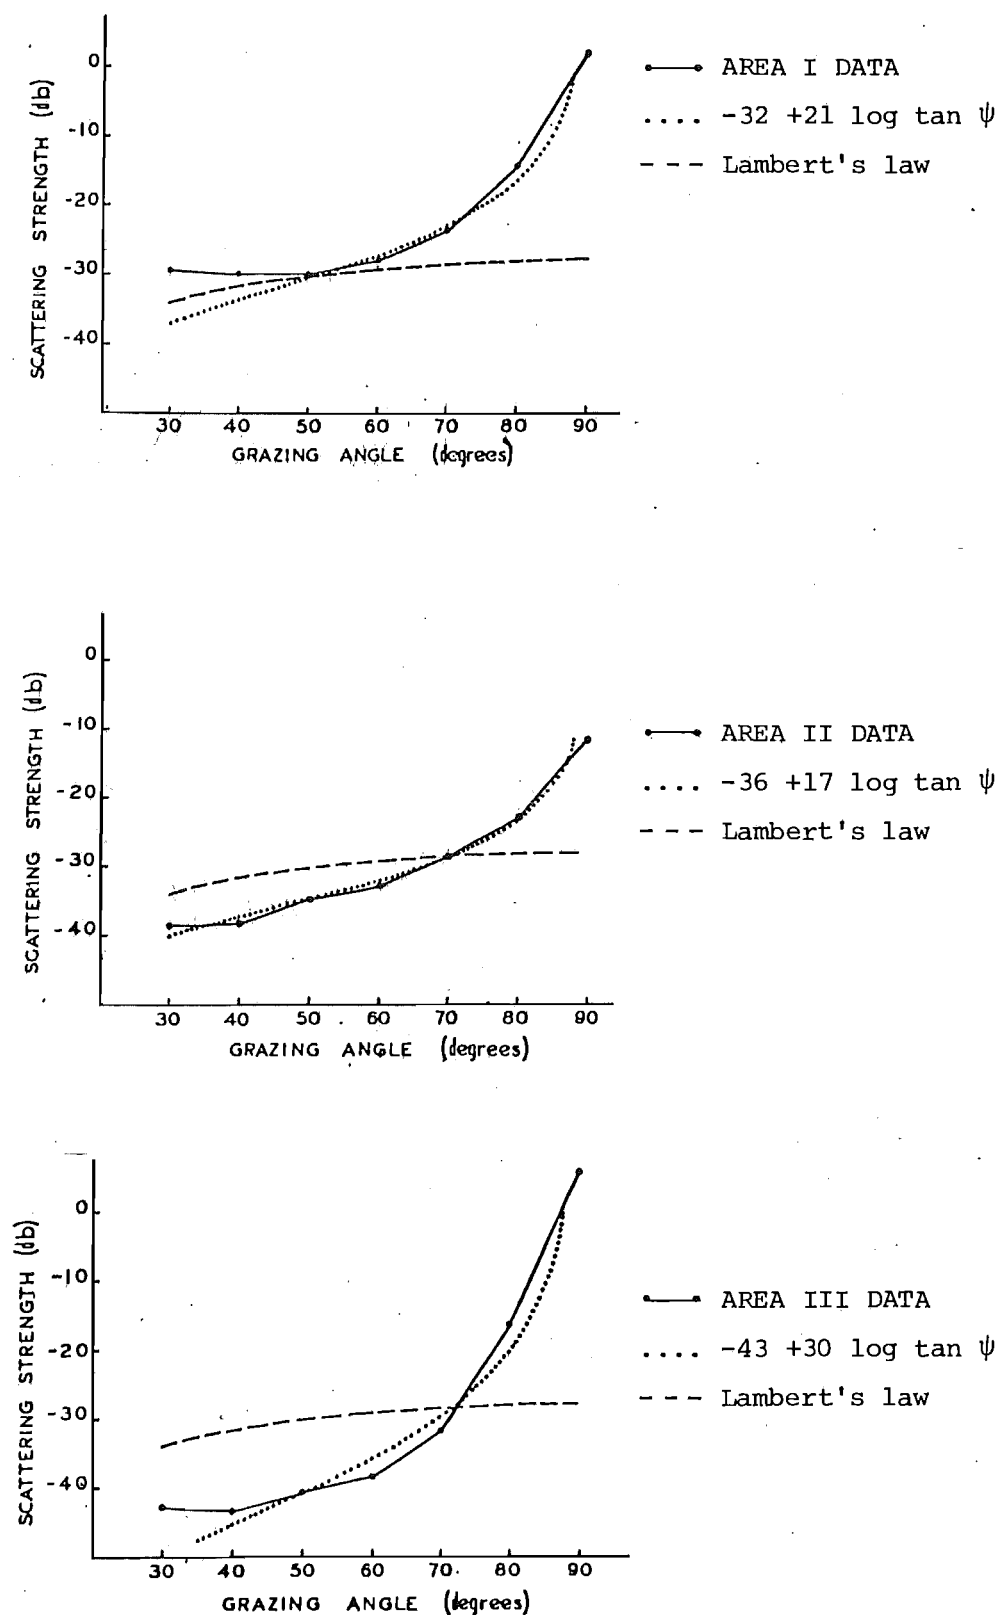 SCATTERING STRENGTH (db)
0
-10
-20
-30
-40
30 40 50 60 70 80 90
GRAZING ANGLE (degrees)
AREA I DATA
.... -32 +21 log tan ψ
--- Lambert's law
SCATTERING STRENGTH (db)
0
-10
-20
-30
-40
30 40 50 60 70 80 90
GRAZING ANGLE (degrees)
AREA II DATA
.... -36 +17 log tan ψ
--- Lambert's law
SCATTERING STRENGTH (db)
0
-10
-20
-30
-40
30 40 50 60 70 80 90
GRAZING ANGLE (degrees)
AREA III DATA
.... -43 +30 log tan ψ
--- Lambert's law